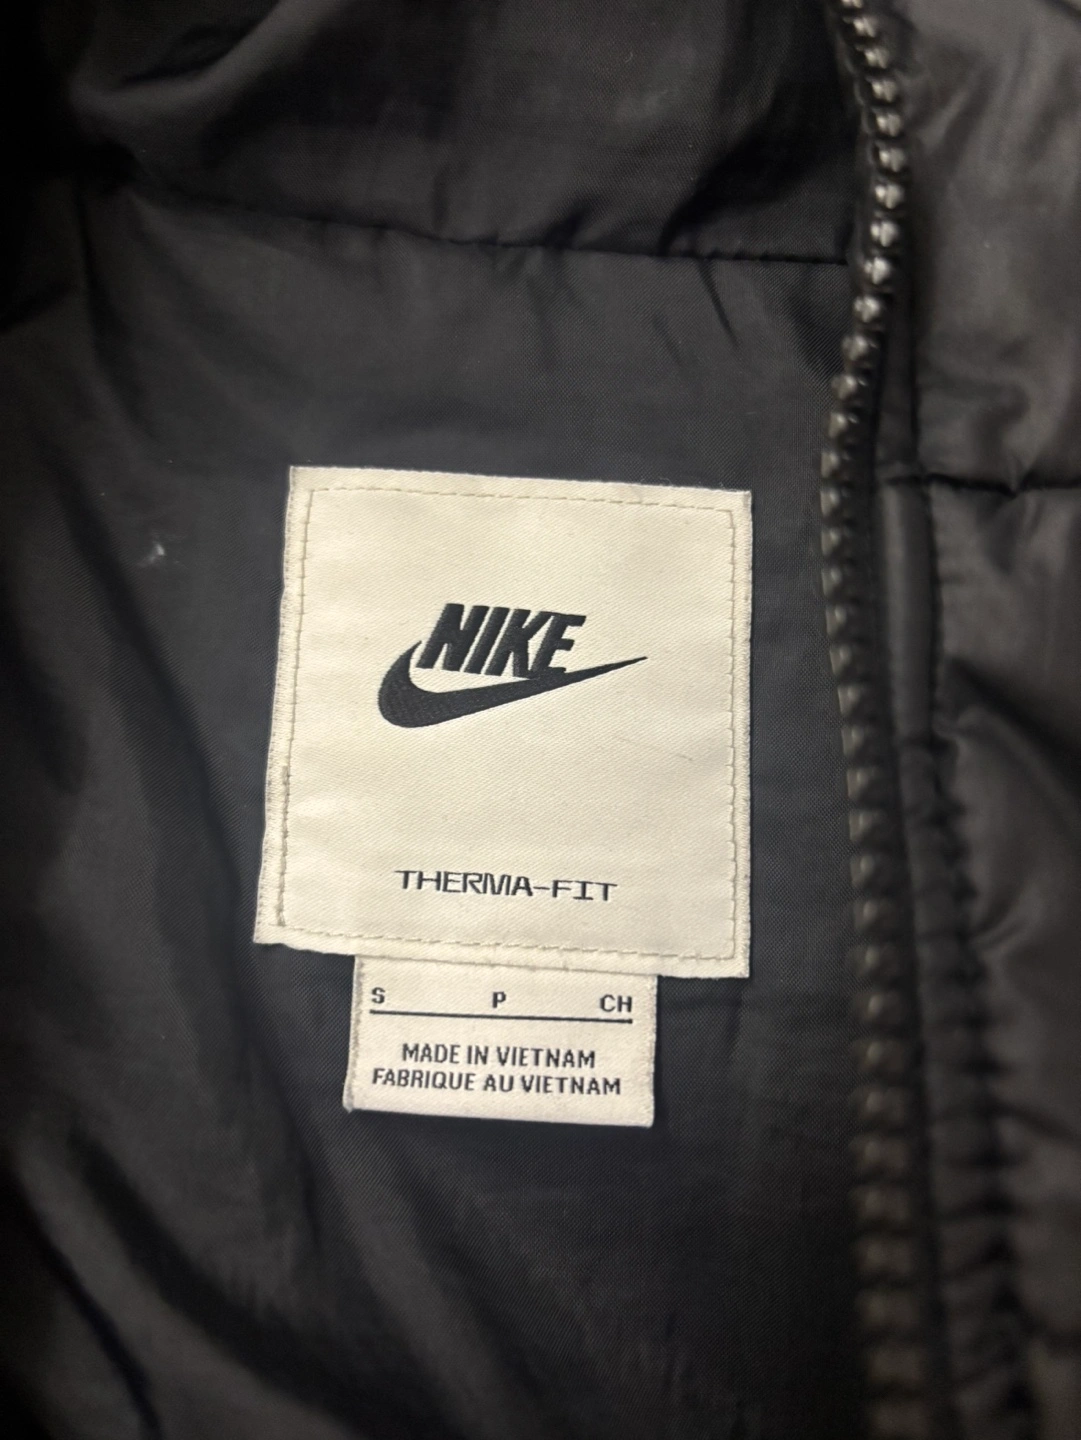 NIKE
THERMA-FIT
S P CH
MADE IN VIETNAM
FABRIQUE AU VIETNAM